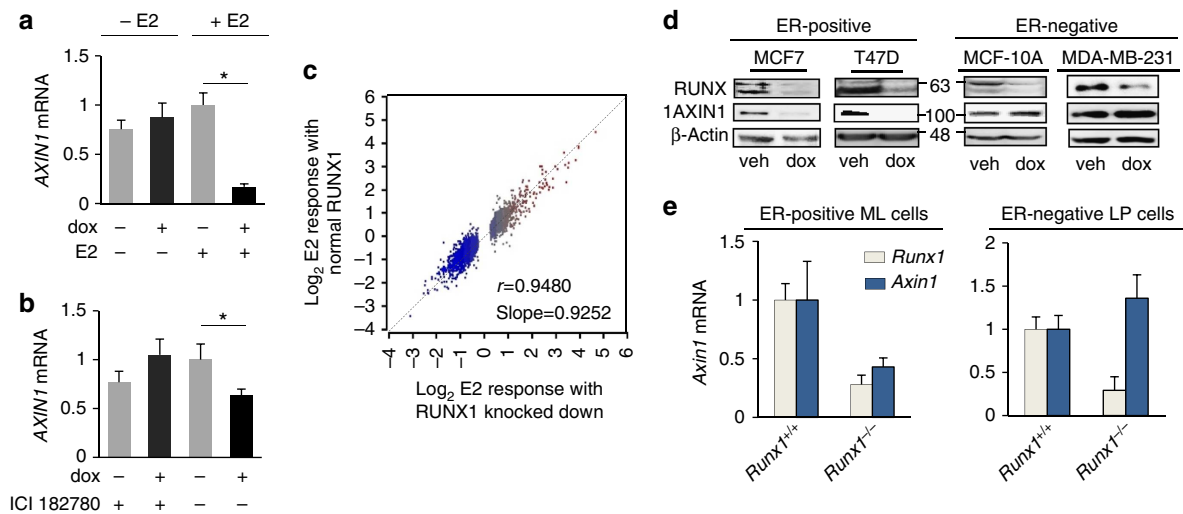 a
– E2
+ E2
AXIN1 mRNA
1.5
1
0.5
0
*
dox – + – +
E2 – – + +
b
AXIN1 mRNA
1.5
1
0.5
0
*
dox – + – +
ICI 182780 + + – –
c
Log2 E2 response with
normal RUNX1
6
5
4
3
2
1
0
–1
–2
–3
–4
r=0.9480
Slope=0.9252
–4 –3 –2 –1 0 1 2 3 4 5 6
Log2 E2 response with
RUNX1 knocked down
d
ER-positive
ER-negative
MCF7
T47D
MCF-10A
MDA-MB-231
RUNX
63
1AXIN1
100
β-Actin
48
veh dox veh dox veh dox veh dox
e
ER-positive ML cells
ER-negative LP cells
Axin1 mRNA
1.5
1
0.5
0
Runx1
Axin1
Runx1+/+
Runx1–/–
2
1.5
1
0.5
0
Runx1+/+
Runx1–/–